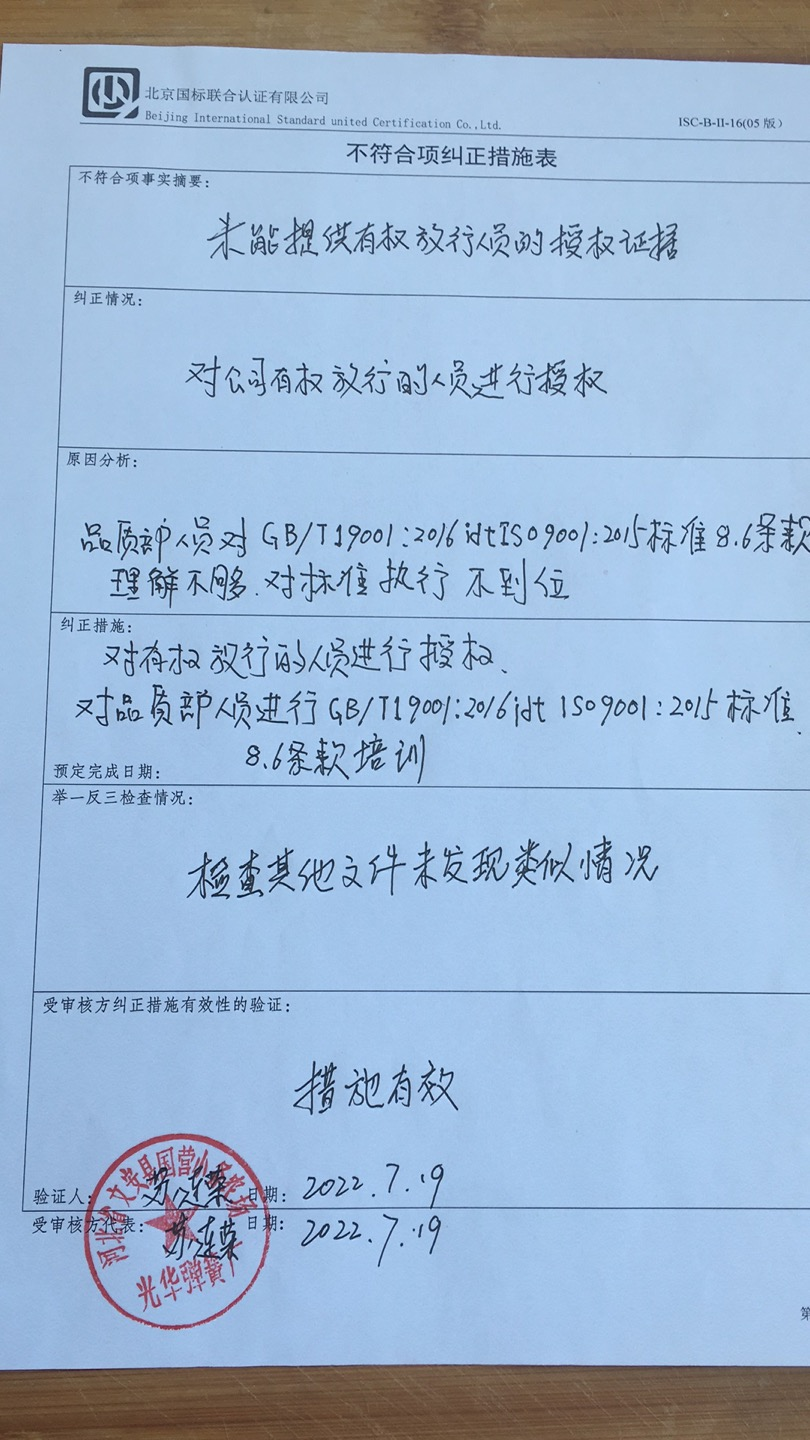 北京国标联合认证有限公司
Beijing International Standard united Certification Co.,Ltd.
ISC-B-II-16(05 版)
不符合项纠正措施表
不符合项事实摘要:
未能提供有权放行人员的授权证据
纠正情况:
对公司有权放行的人员进行授权
原因分析:
品质部人员对GB/T19001:2016idtISO9001:2015标准8.6条款
理解不够.对标准执行不到位
纠正措施:
对有权放行的人员进行授权、
对品质部人员进行GB/T19001:2016idt ISO9001:2015标准
8.6条款培训
预定完成日期:
举一反三检查情况:
检查其他文件未发现类似情况
受审核方纠正措施有效性的验证:
措施有效
验证人: 日期: 2022.7.19
受审核方代表: 日期: 2022.7.19
河北省文安县国营
光华弹簧厂
第